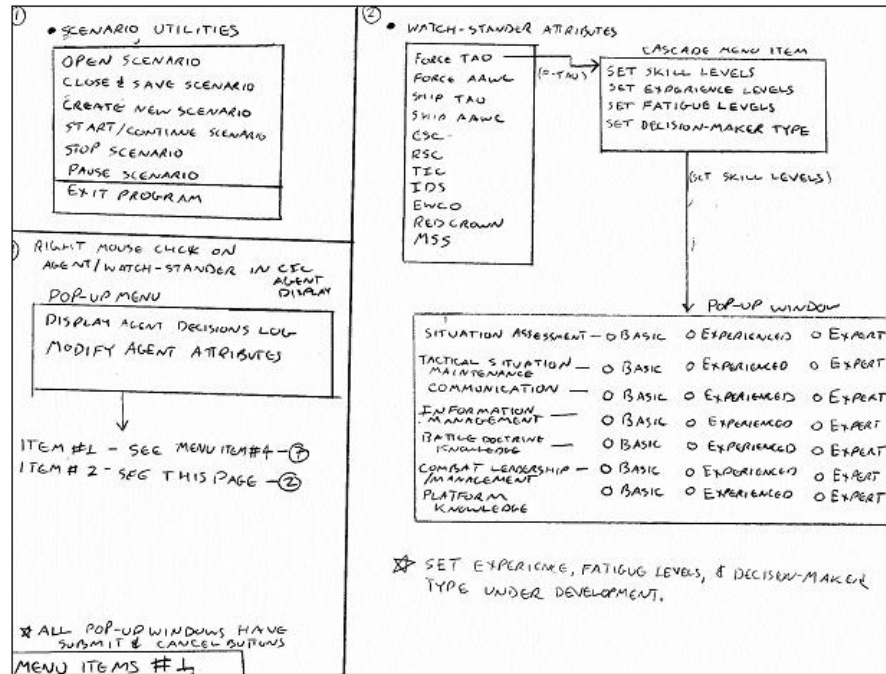 ①
• SCENARIO UTILITIES
OPEN SCENARIO
CLOSE & SAVE SCENARIO
CREATE NEW SCENARIO
START/CONTINUE SCENARIO
STOP SCENARIO
PAUSE SCENARIO
EXIT PROGRAM
RIGHT MOUSE CLICK ON
AGENT/WATCH-STANDER IN CIC
AGENT
DISPLAY
POP-UP MENU
DISPLAY AGENT DECISIONS LOG
MODIFY AGENT ATTRIBUTES
ITEM #1 - SEE MENU ITEM #4 - ⑦
ITEM # 2 - SEE THIS PAGE - ②
☆ ALL POP-UP WINDOWS HAVE
SUBMIT & CANCEL BUTTONS
MENU ITEMS #1
②
• WATCH-STANDER ATTRIBUTES
FORCE TAO
FORCE AAWC
SHIP TAO
SHIP AAWC
CSC
RSC
TIC
IDS
EWCO
RED CROWN
MSS
(F-TAO)
CASCADE MENU ITEM
SET SKILL LEVELS
SET EXPERIENCE LEVELS
SET FATIGUE LEVELS
SET DECISION-MAKER TYPE
(SET SKILL LEVELS)
POP-UP WINDOW
SITUATION ASSESSMENT - O BASIC O EXPERIENCED O EXPERT
TACTICAL SITUATION - O BASIC O EXPERIENCED O EXPERT
MAINTENANCE
COMMUNICATION - O BASIC O EXPERIENCED O EXPERT
INFORMATION - O BASIC O EXPERIENCED O EXPERT
MANAGEMENT
BATTLE DOCTRINE - O BASIC O EXPERIENCED O EXPERT
KNOWLEDGE
COMBAT LEADERSHIP - O BASIC O EXPERIENCED O EXPERT
/MANAGEMENT
PLATFORM O BASIC O EXPERIENCED O EXPERT
KNOWLEDGE
☆ SET EXPERIENCE, FATIGUE LEVELS, & DECISION-MAKER
TYPE UNDER DEVELOPMENT.